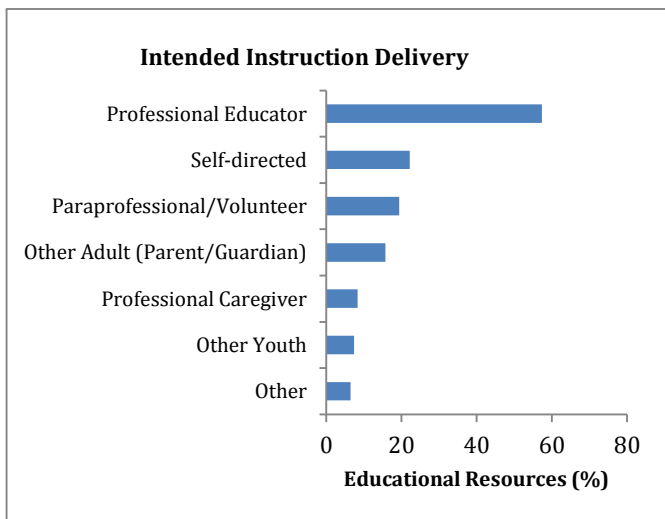 Intended Instruction Delivery
Professional Educator
Self-directed
Paraprofessional/Volunteer
Other Adult (Parent/Guardian)
Professional Caregiver
Other Youth
Other
0 20 40 60 80
Educational Resources (%)